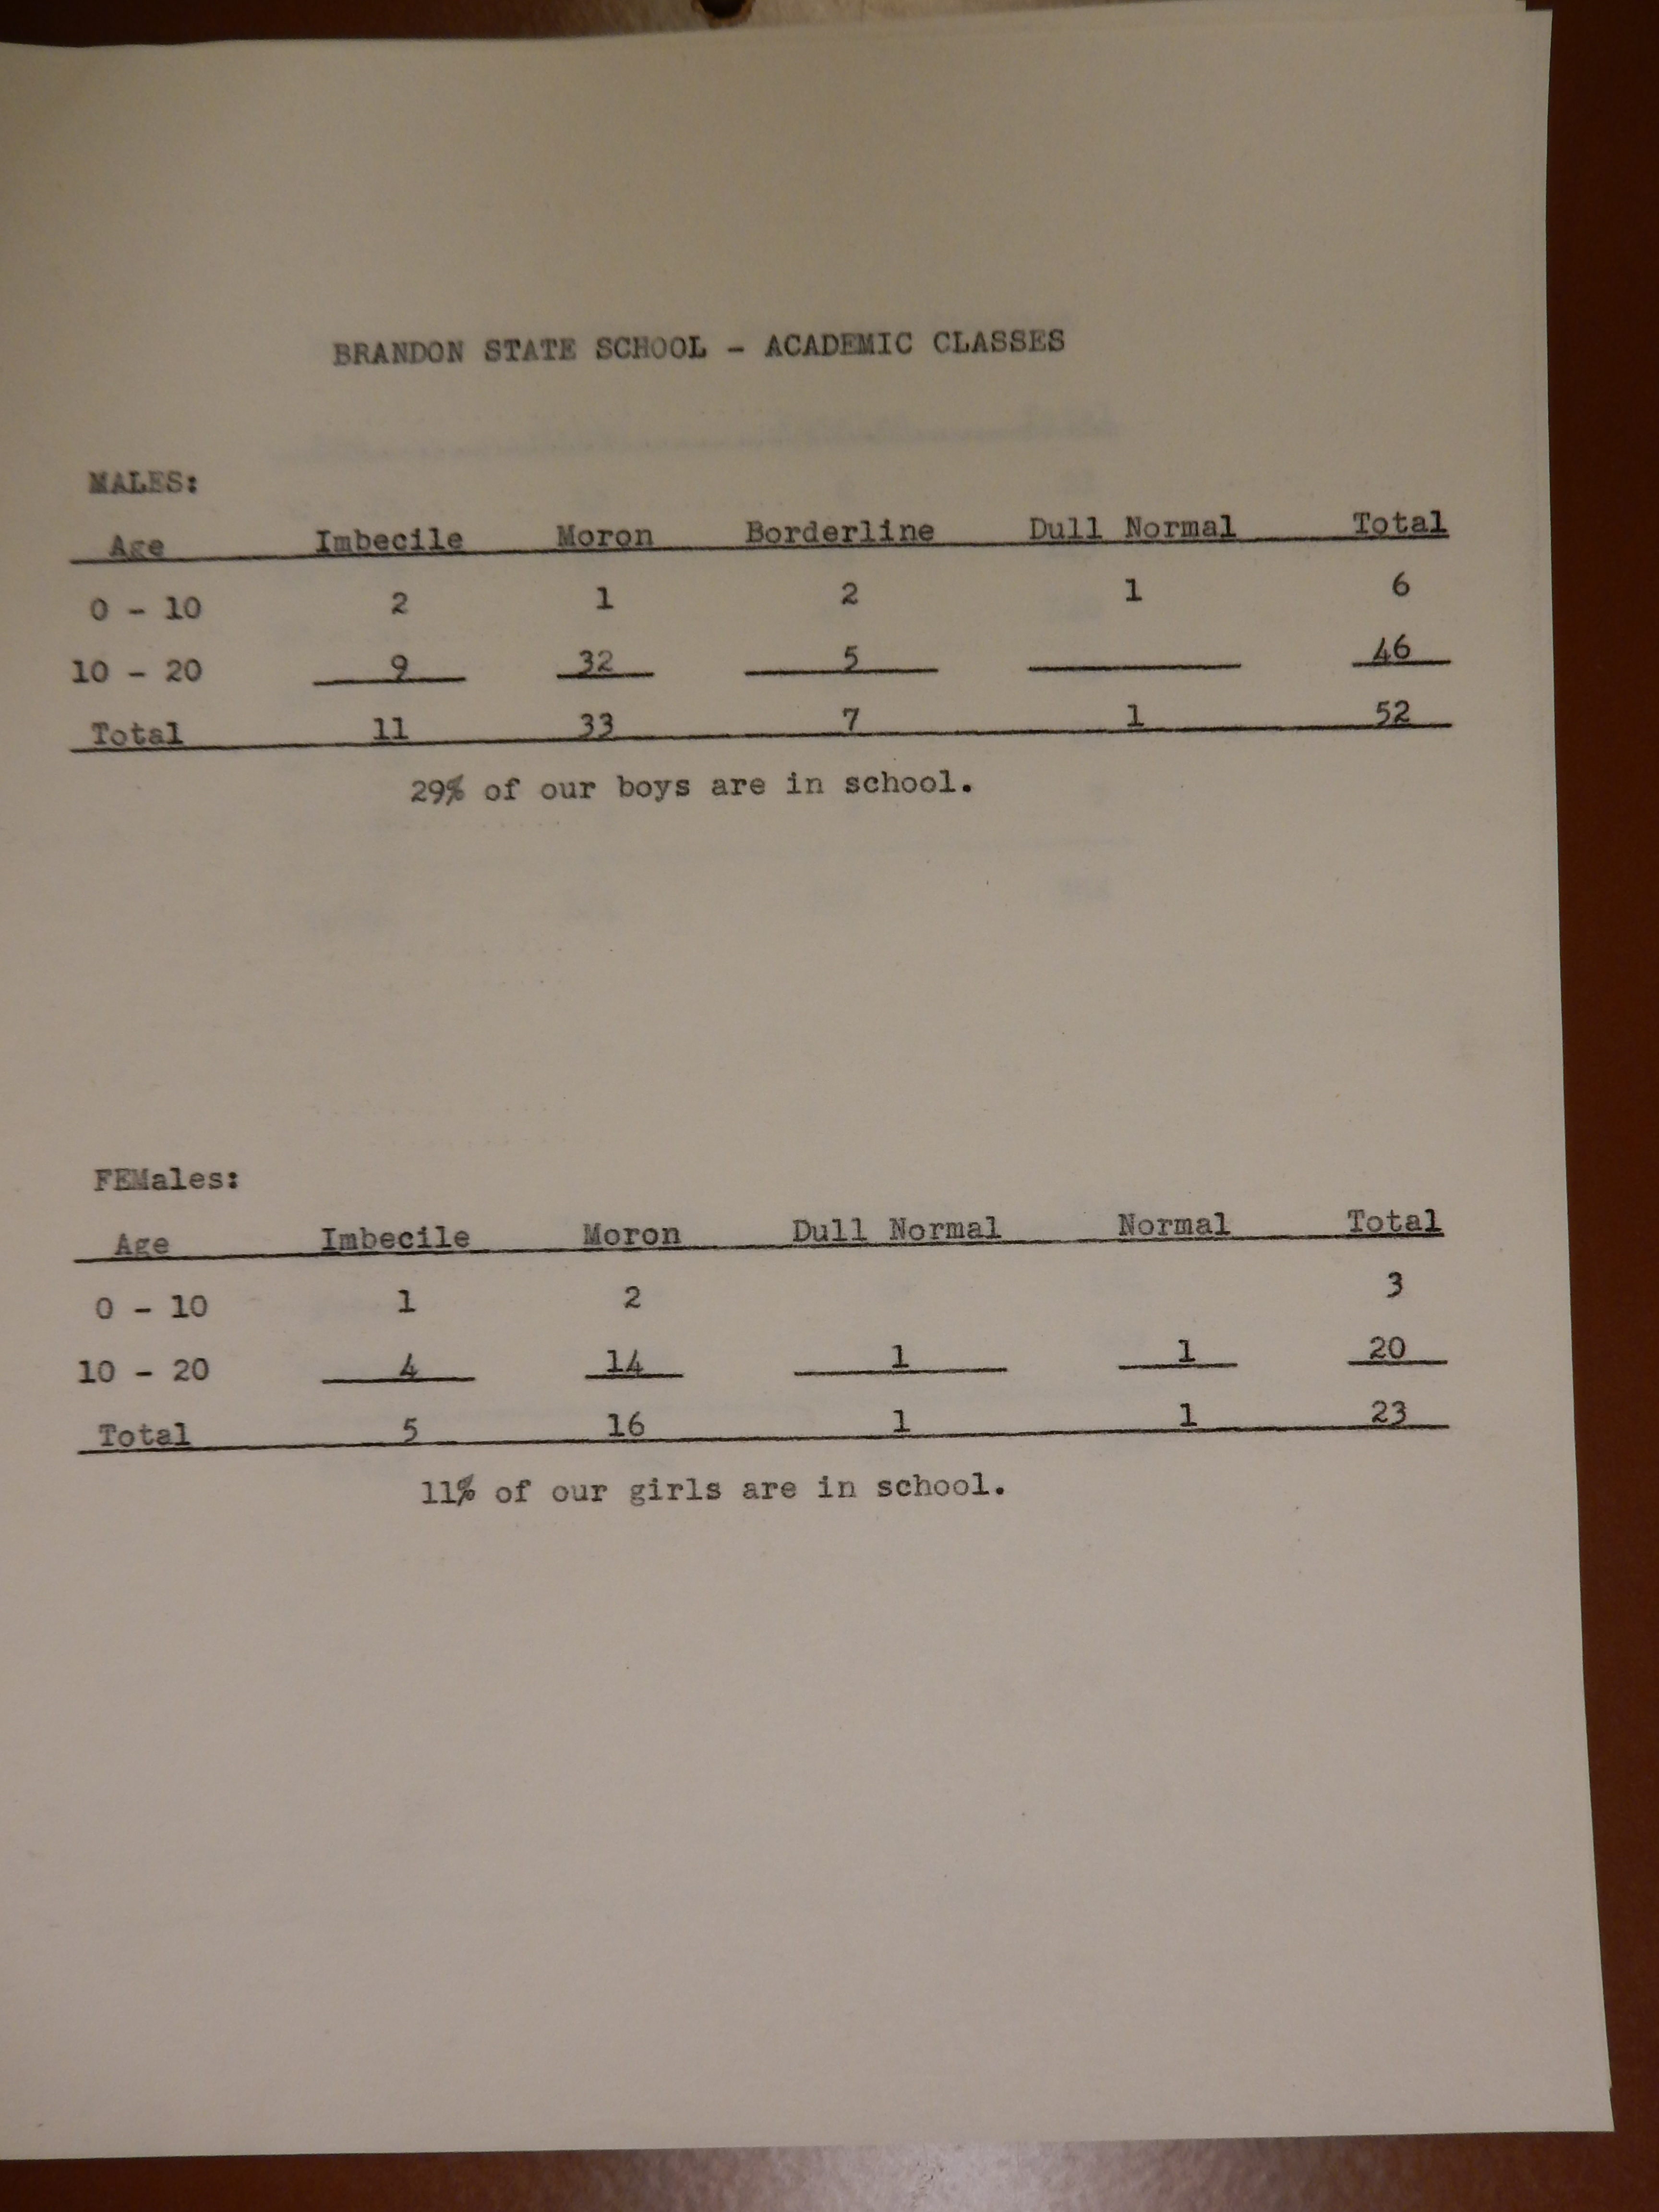 BRANDON STATE SCHOOL - ACADEMIC CLASSES
MALES:
Age Imbecile Moron Borderline Dull Normal Total
0 - 10 2 1 2 1 6
10 - 20 9 32 5 46
Total 11 33 7 1 52
29% of our boys are in school.
FEMales:
Age Imbecile Moron Dull Normal Normal Total
0 - 10 1 2 3
10 - 20 4 14 1 1 20
Total 5 16 1 1 23
11% of our girls are in school.